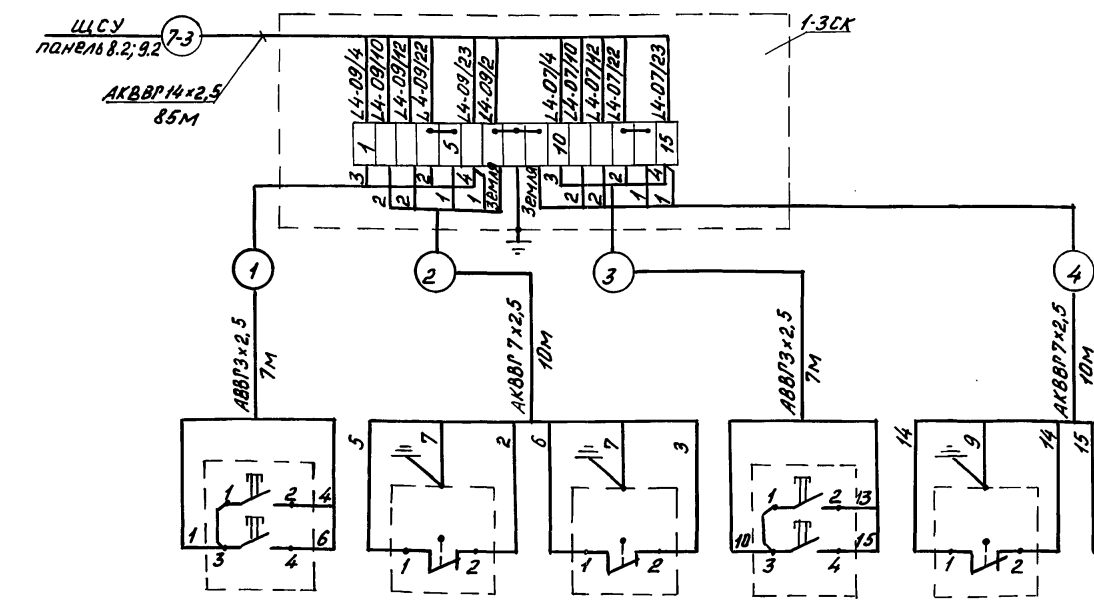 ЩСУ
панель 8.2; 9.2
7-3
1-3СК
АКВВГ 14×2,5
85м
L4-09/4
L4-09/10
L4-09/12
L4-09/22
L4-09/23
L4-09/2
L4-07/4
L4-07/10
L4-07/12
L4-07/22
L4-07/23
1
5
10
15
3
2
2
2
1
4
1
Земля
Земля
3
2
2
2
1
4
1
1
2
3
4
АВВГ 3×2,5
7м
АКВВГ 7×2,5
10м
АВВГ 3×2,5
7м
АКВВГ 7×2,5
10м
5
7
2
6
7
3
14
9
14
15
1
2
4
1
3
4
6
1
2
1
2
1
2
13
10
3
4
15
1
2